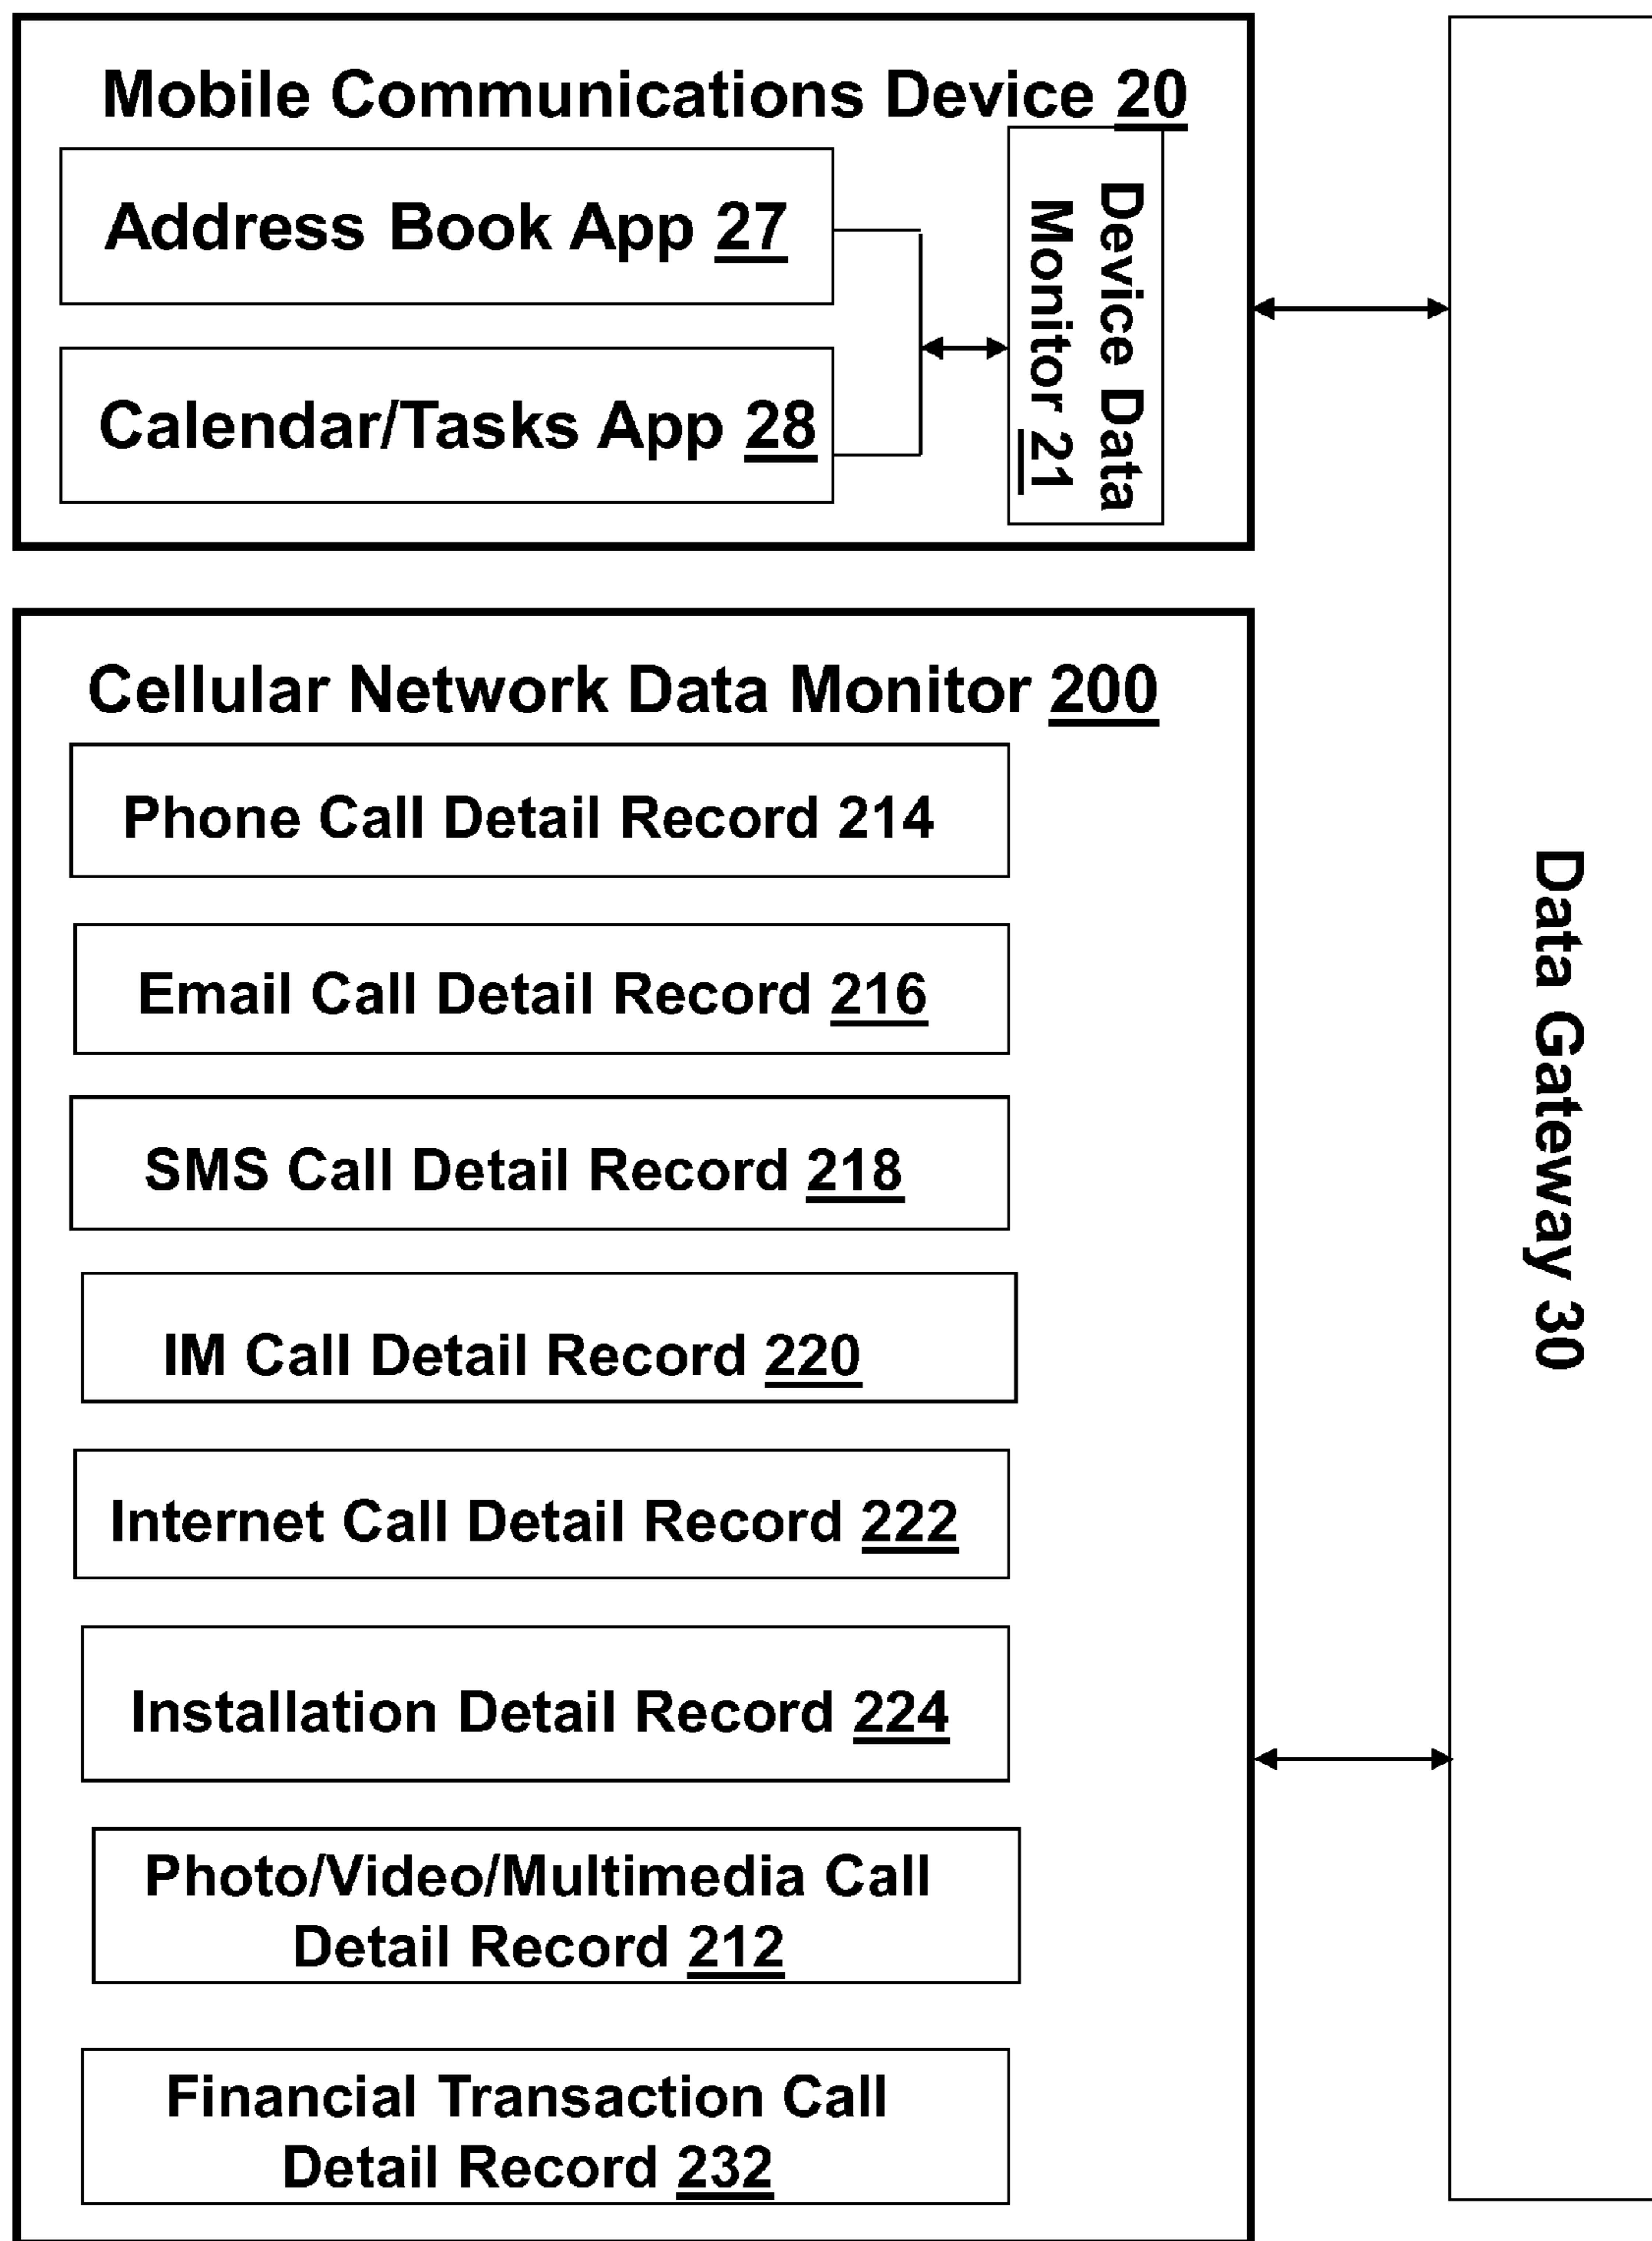 Mobile Communications Device 20
Address Book App 27
Calendar/Tasks App 28
Device Data
Monitor 21
Cellular Network Data Monitor 200
Phone Call Detail Record 214
Email Call Detail Record 216
SMS Call Detail Record 218
IM Call Detail Record 220
Internet Call Detail Record 222
Installation Detail Record 224
Photo/Video/Multimedia Call
Detail Record 212
Financial Transaction Call
Detail Record 232
Data Gateway 30